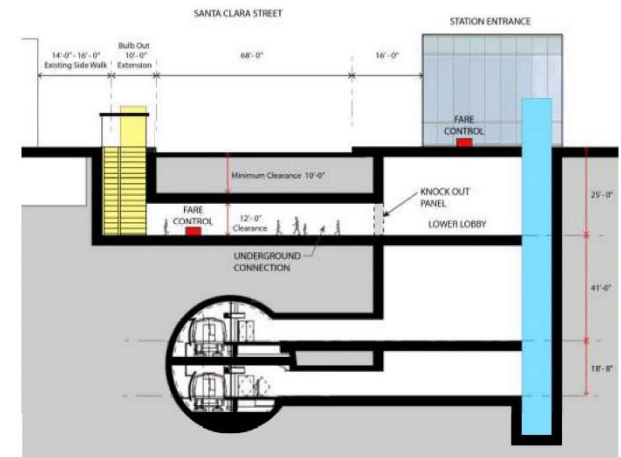 SANTA CLARA STREET
STATION ENTRANCE
14'-0" - 16'-0"
Existing Side Walk
Bulb Out
10'-0"
Extension
68'-0"
16'-0"
FARE
CONTROL
Minimum Clearance 10'-0"
KNOCK OUT
PANEL
25'-0"
FARE
CONTROL
12'-0"
Clearance
LOWER LOBBY
UNDERGROUND
CONNECTION
41'-0"
18'-8"